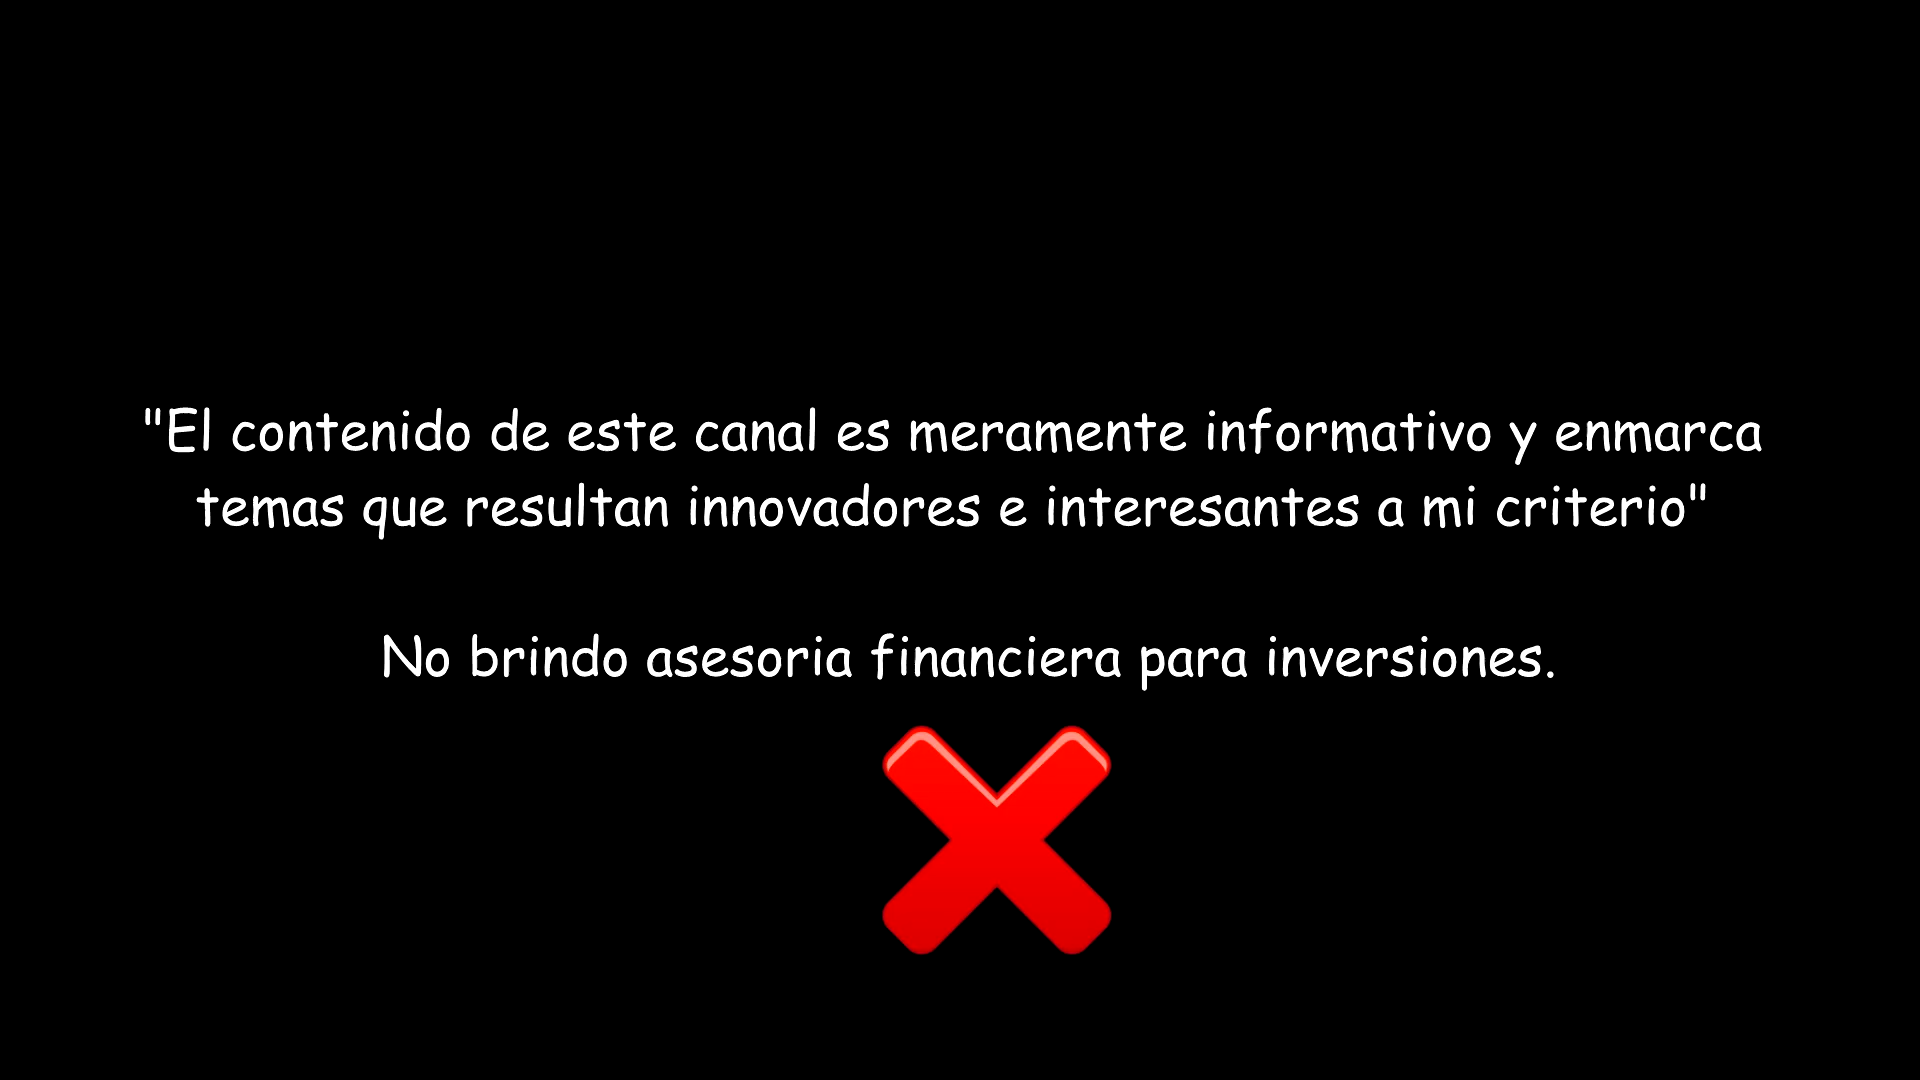 "El contenido de este canal es meramente informativo y enmarca
temas que resultan innovadores e interesantes a mi criterio"
No brindo asesoria financiera para inversiones.